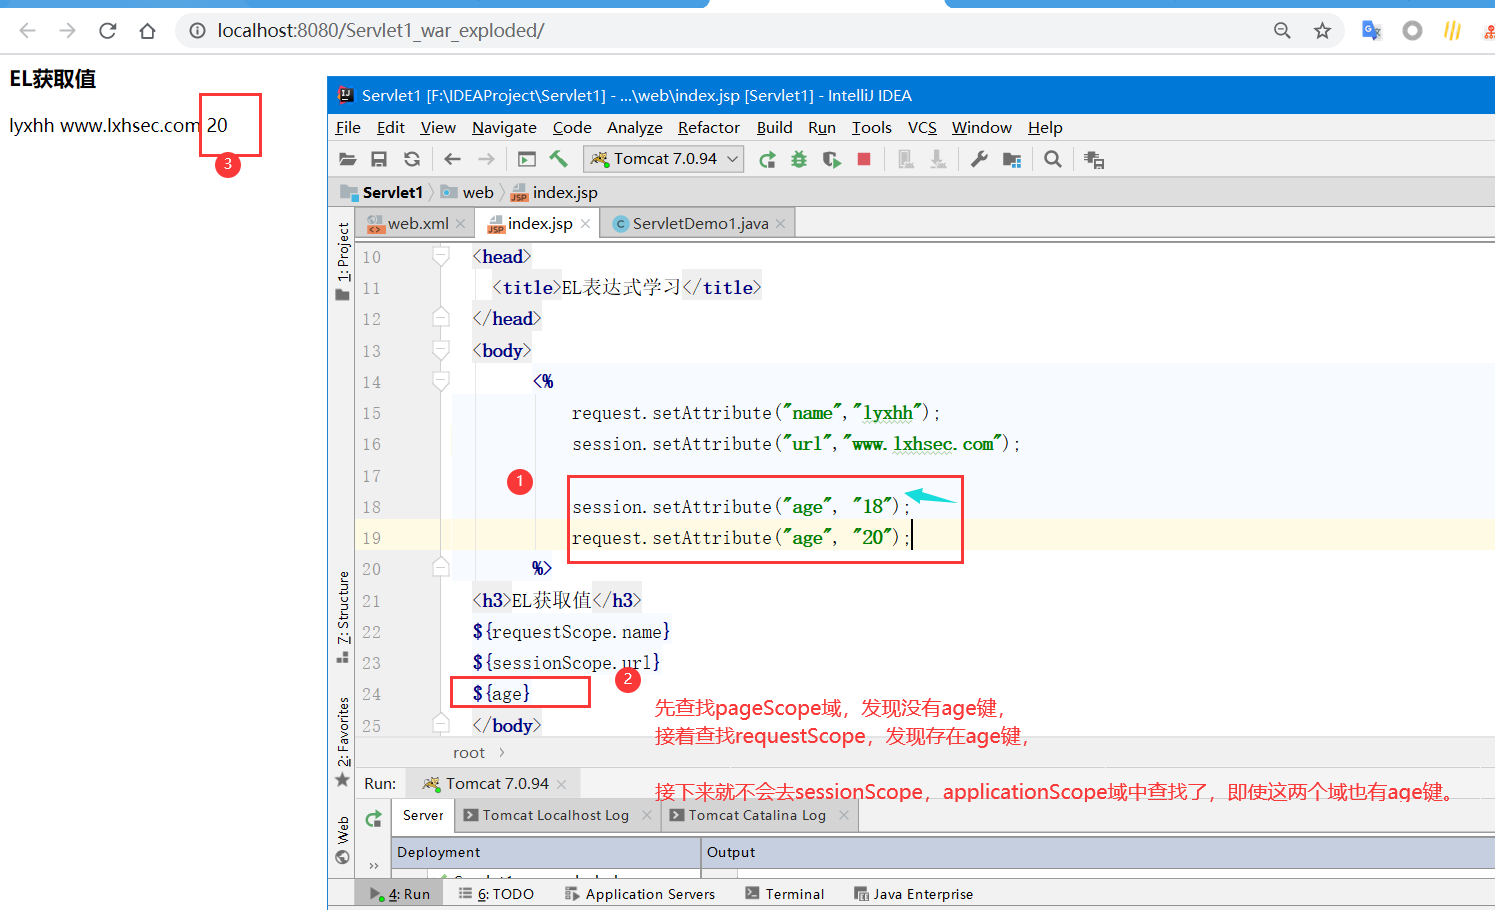 localhost:8080/Servlet1_war_exploded/
EL获取值
lyxhh www.lxhsec.com 20
3
Servlet1 [F:\IDEAProject\Servlet1] - ...\web\index.jsp [Servlet1] - IntelliJ IDEA
File Edit View Navigate Code Analyze Refactor Build Run Tools VCS Window Help
Tomcat 7.0.94
Servlet1 web index.jsp
web.xml index.jsp ServletDemo1.java
1: Project
7: Structure
2: Favorites
Web
10 <head>
11 <title>EL表达式学习</title>
12 </head>
13 <body>
14 <%
15 request.setAttribute("name","lyxhh");
16 session.setAttribute("url","www.lxhsec.com");
17
1
18 session.setAttribute("age", "18");
19 request.setAttribute("age", "20");
20 %>
21 <h3>EL获取值</h3>
22 ${requestScope.name}
23 ${sessionScope.url}
2
24 ${age}
25 </body>
先查找pageScope域，发现没有age键，
接着查找requestScope，发现存在age键，
接下来就不会去sessionScope，applicationScope域中查找了，即使这两个域也有age键。
root
Run: Tomcat 7.0.94
Server Tomcat Localhost Log Tomcat Catalina Log
Deployment Output
4: Run 6: TODO Application Servers Terminal Java Enterprise